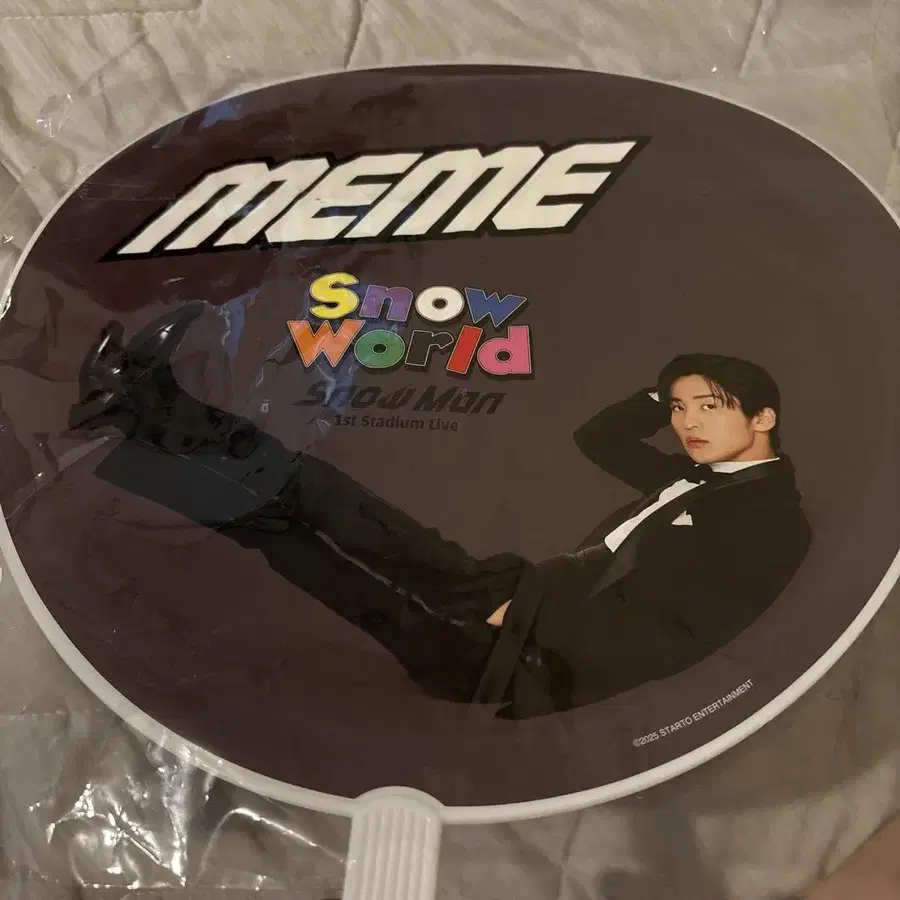 MEME
Snow
World
Snow Man
1st Stadium Live
©2025 STARTO ENTERTAINMENT